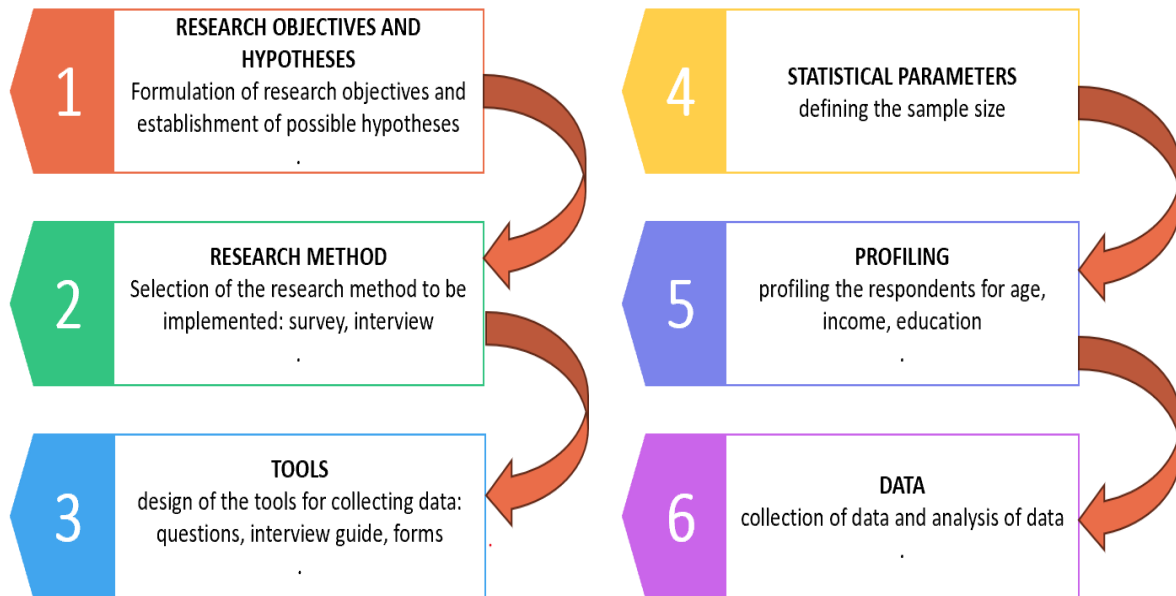 1
RESEARCH OBJECTIVES AND
HYPOTHESES
Formulation of research objectives and
establishment of possible hypotheses
.
2
RESEARCH METHOD
Selection of the research method to be
implemented: survey, interview
.
3
TOOLS
design of the tools for collecting data:
questions, interview guide, forms
.
.
4
STATISTICAL PARAMETERS
defining the sample size
5
PROFILING
profiling the respondents for age,
income, education
.
6
DATA
collection of data and analysis of data
.